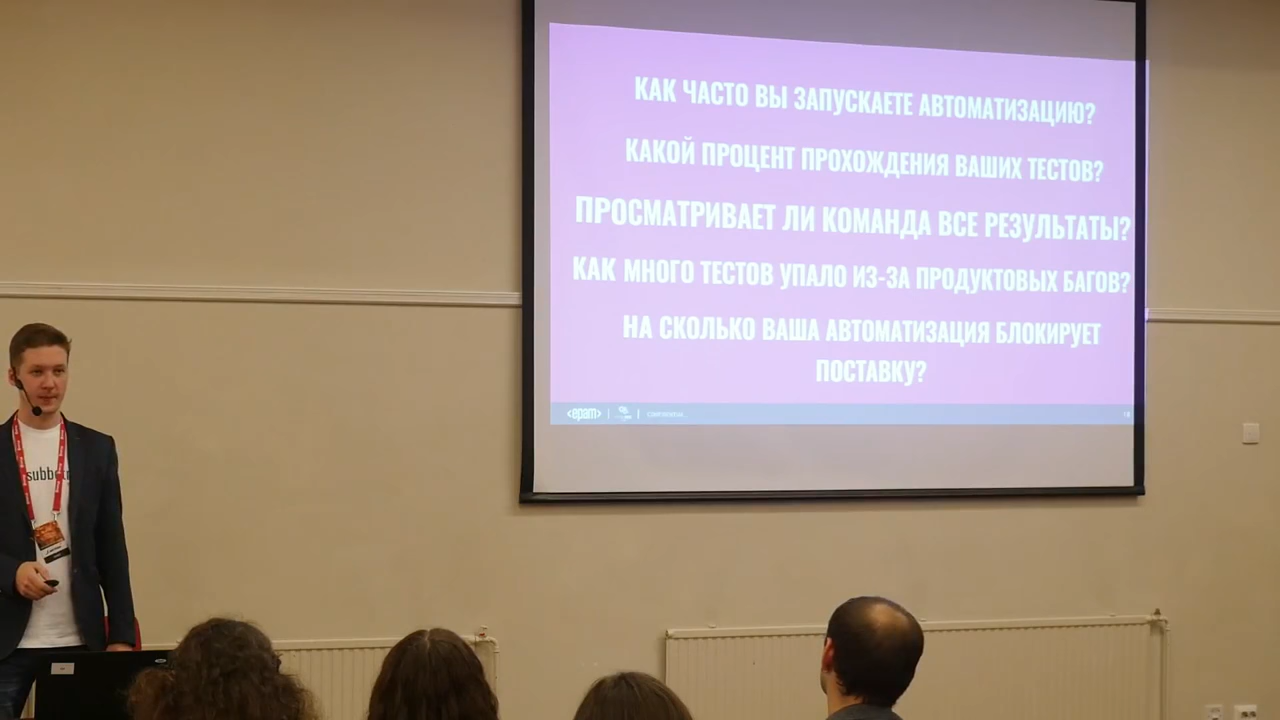 КАК ЧАСТО ВЫ ЗАПУСКАЕТЕ АВТОМАТИЗАЦИЮ?
КАКОЙ ПРОЦЕНТ ПРОХОЖДЕНИЯ ВАШИХ ТЕСТОВ?
ПРОСМАТРИВАЕТ ЛИ КОМАНДА ВСЕ РЕЗУЛЬТАТЫ?
КАК МНОГО ТЕСТОВ УПАЛО ИЗ-ЗА ПРОДУКТОВЫХ БАГОВ?
НА СКОЛЬКО ВАША АВТОМАТИЗАЦИЯ БЛОКИРУЕТ
ПОСТАВКУ?
<epam>